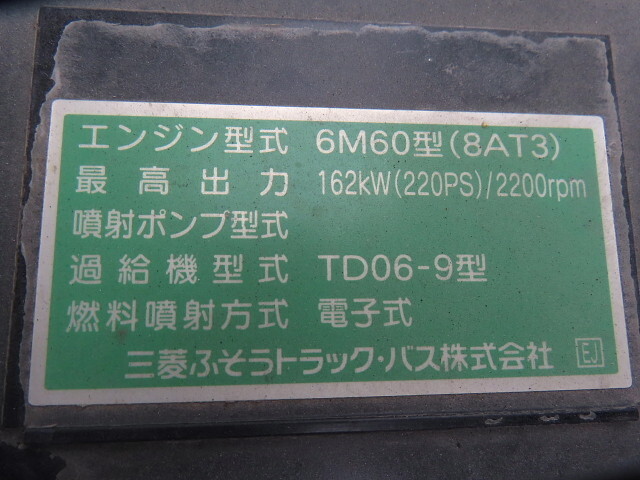 エンジン型式 6M60型(8AT3)
最高出力 162kW(220PS)/2200rpm
噴射ポンプ型式
過給機型式 TD06-9型
燃料噴射方式 電子式
三菱ふそうトラック・バス株式会社 EJ